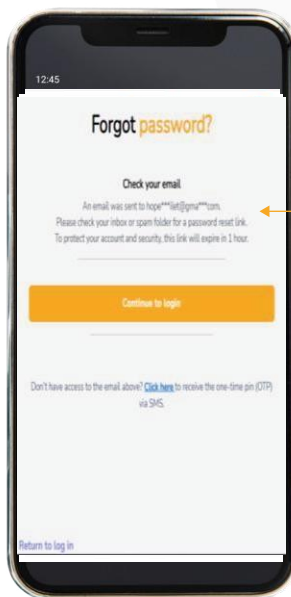 12:45
Forgot password?
Check your email
An email was sent to hope***liet@gma***com.
Please check your inbox or spam folder for a password reset link.
To protect your account and security, this link will expire in 1 hour.
Continue to login
Don't have access to the email above? Click here to receive the one-time pin (OTP)
via SMS.
Return to log in